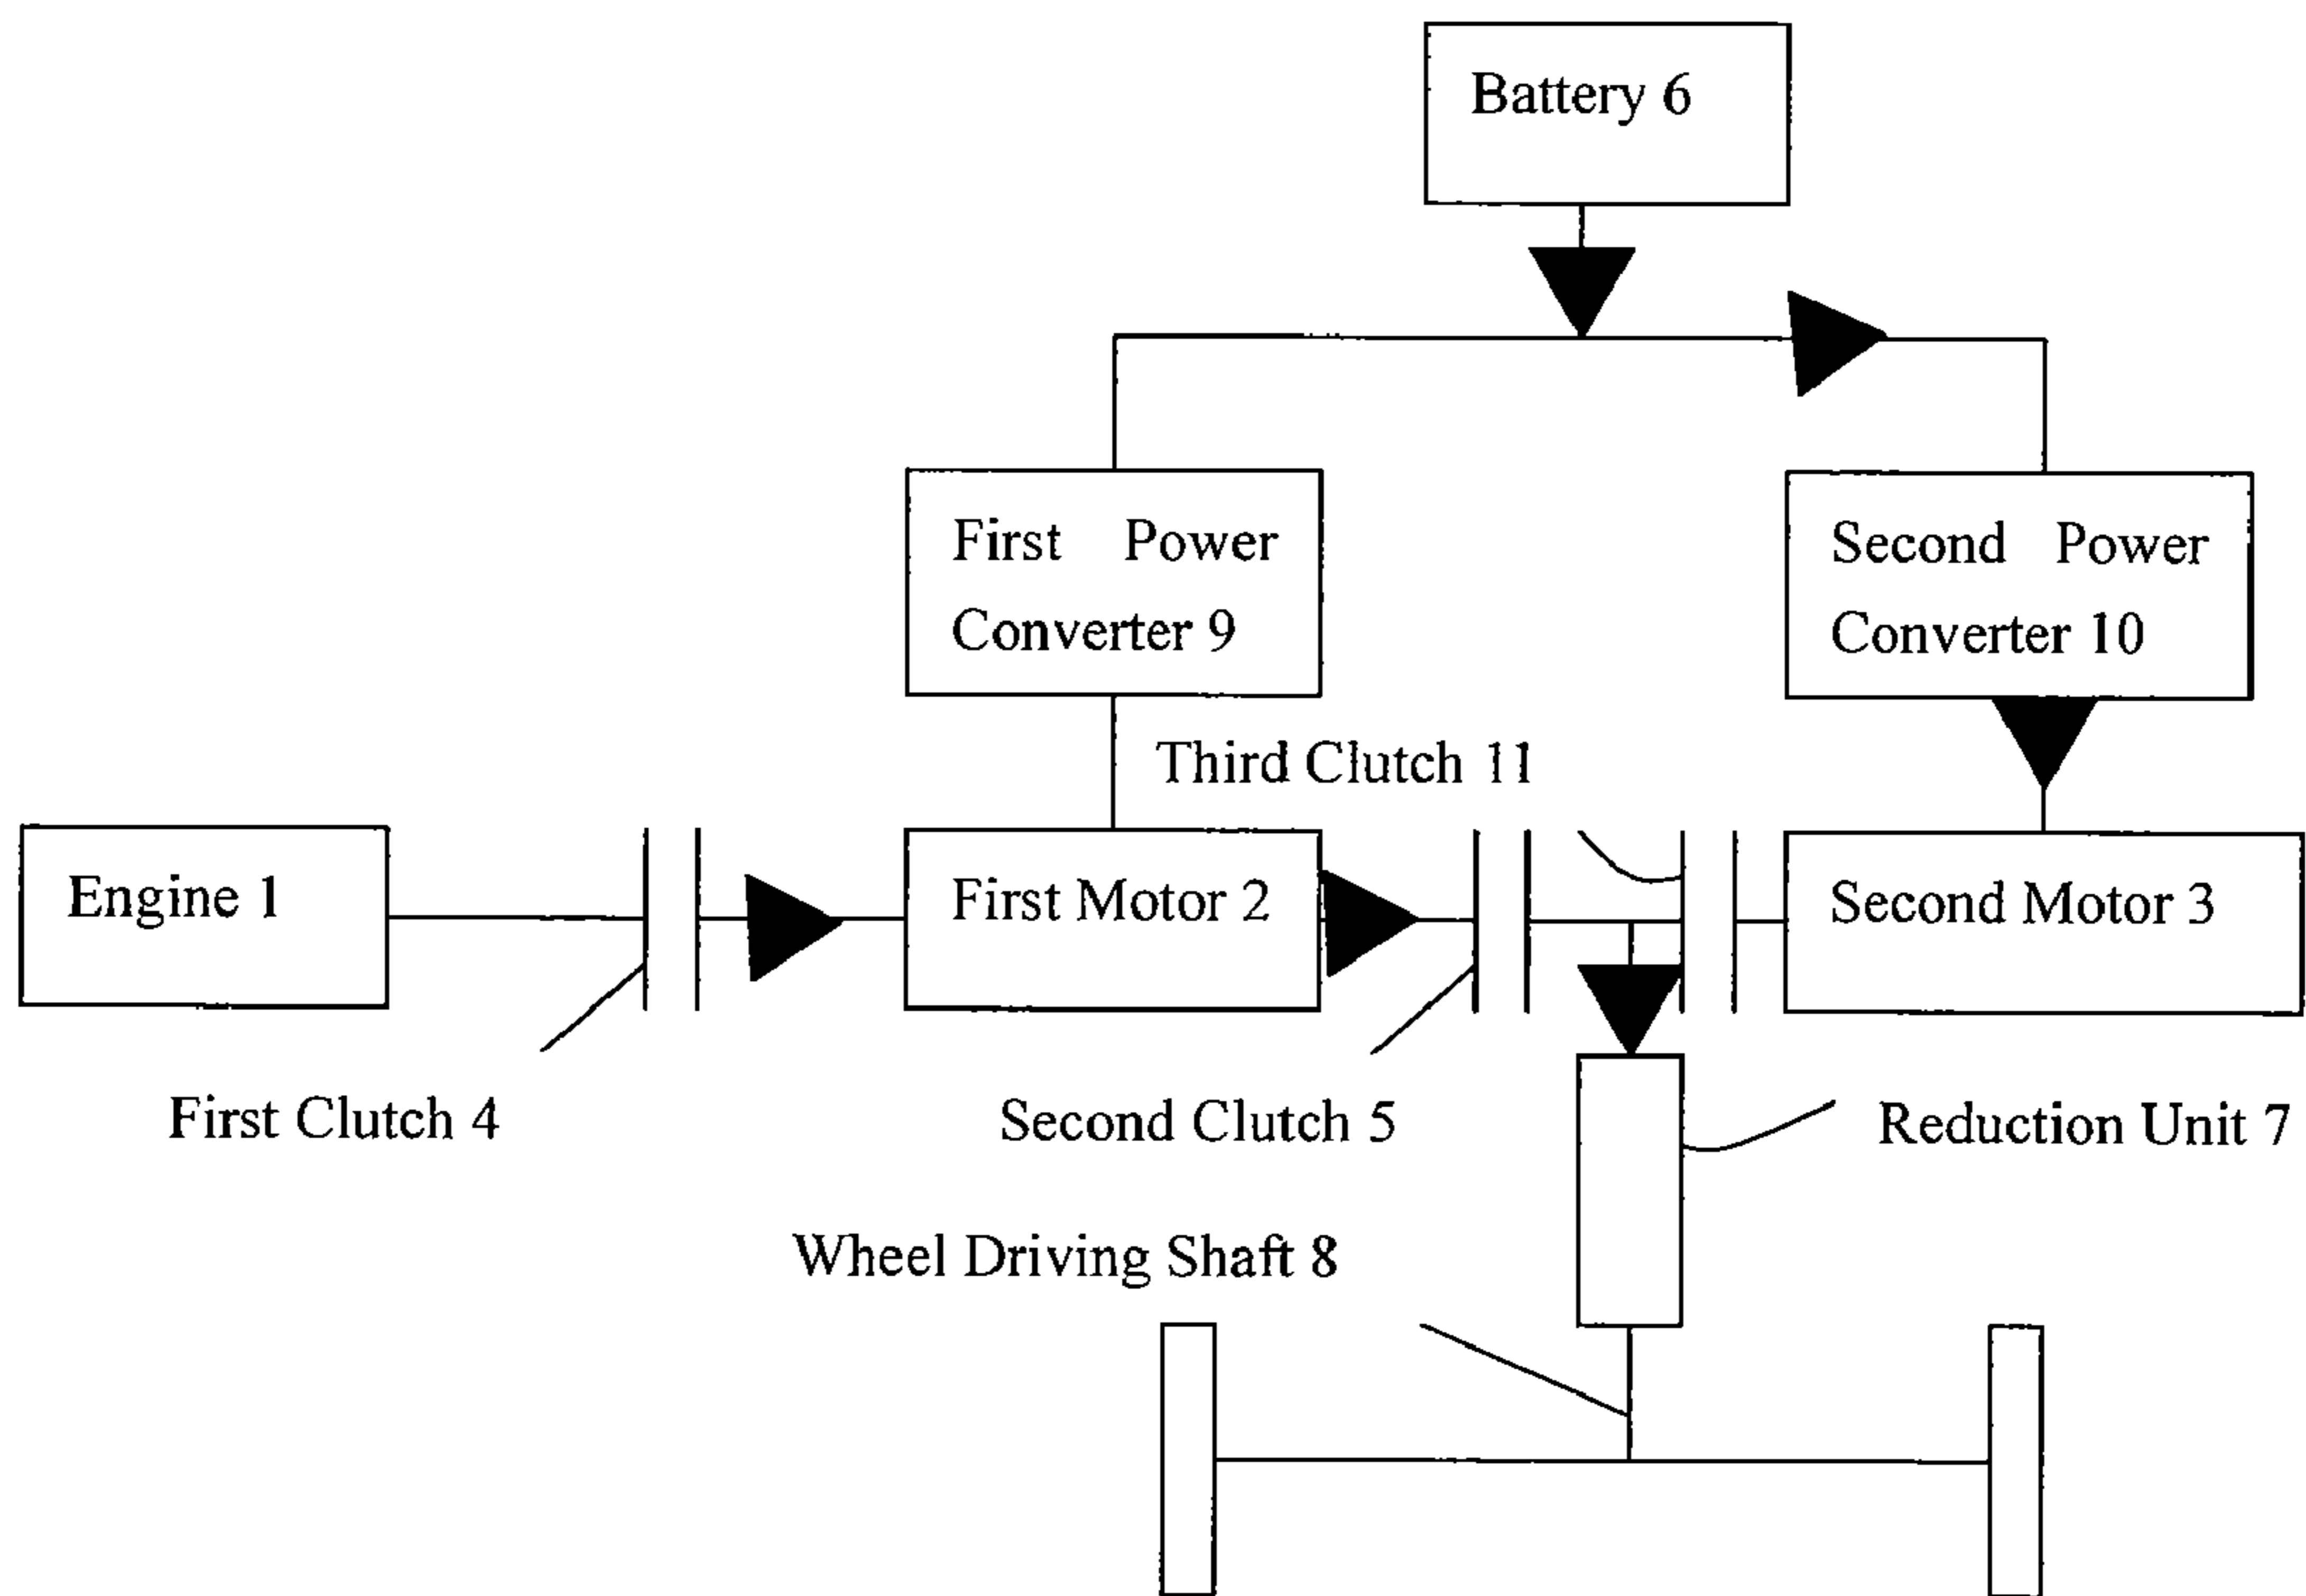 Battery 6
First Power
Converter 9
Second Power
Converter 10
Third Clutch 11
Engine 1
First Motor 2
Second Motor 3
First Clutch 4
Second Clutch 5
Reduction Unit 7
Wheel Driving Shaft 8